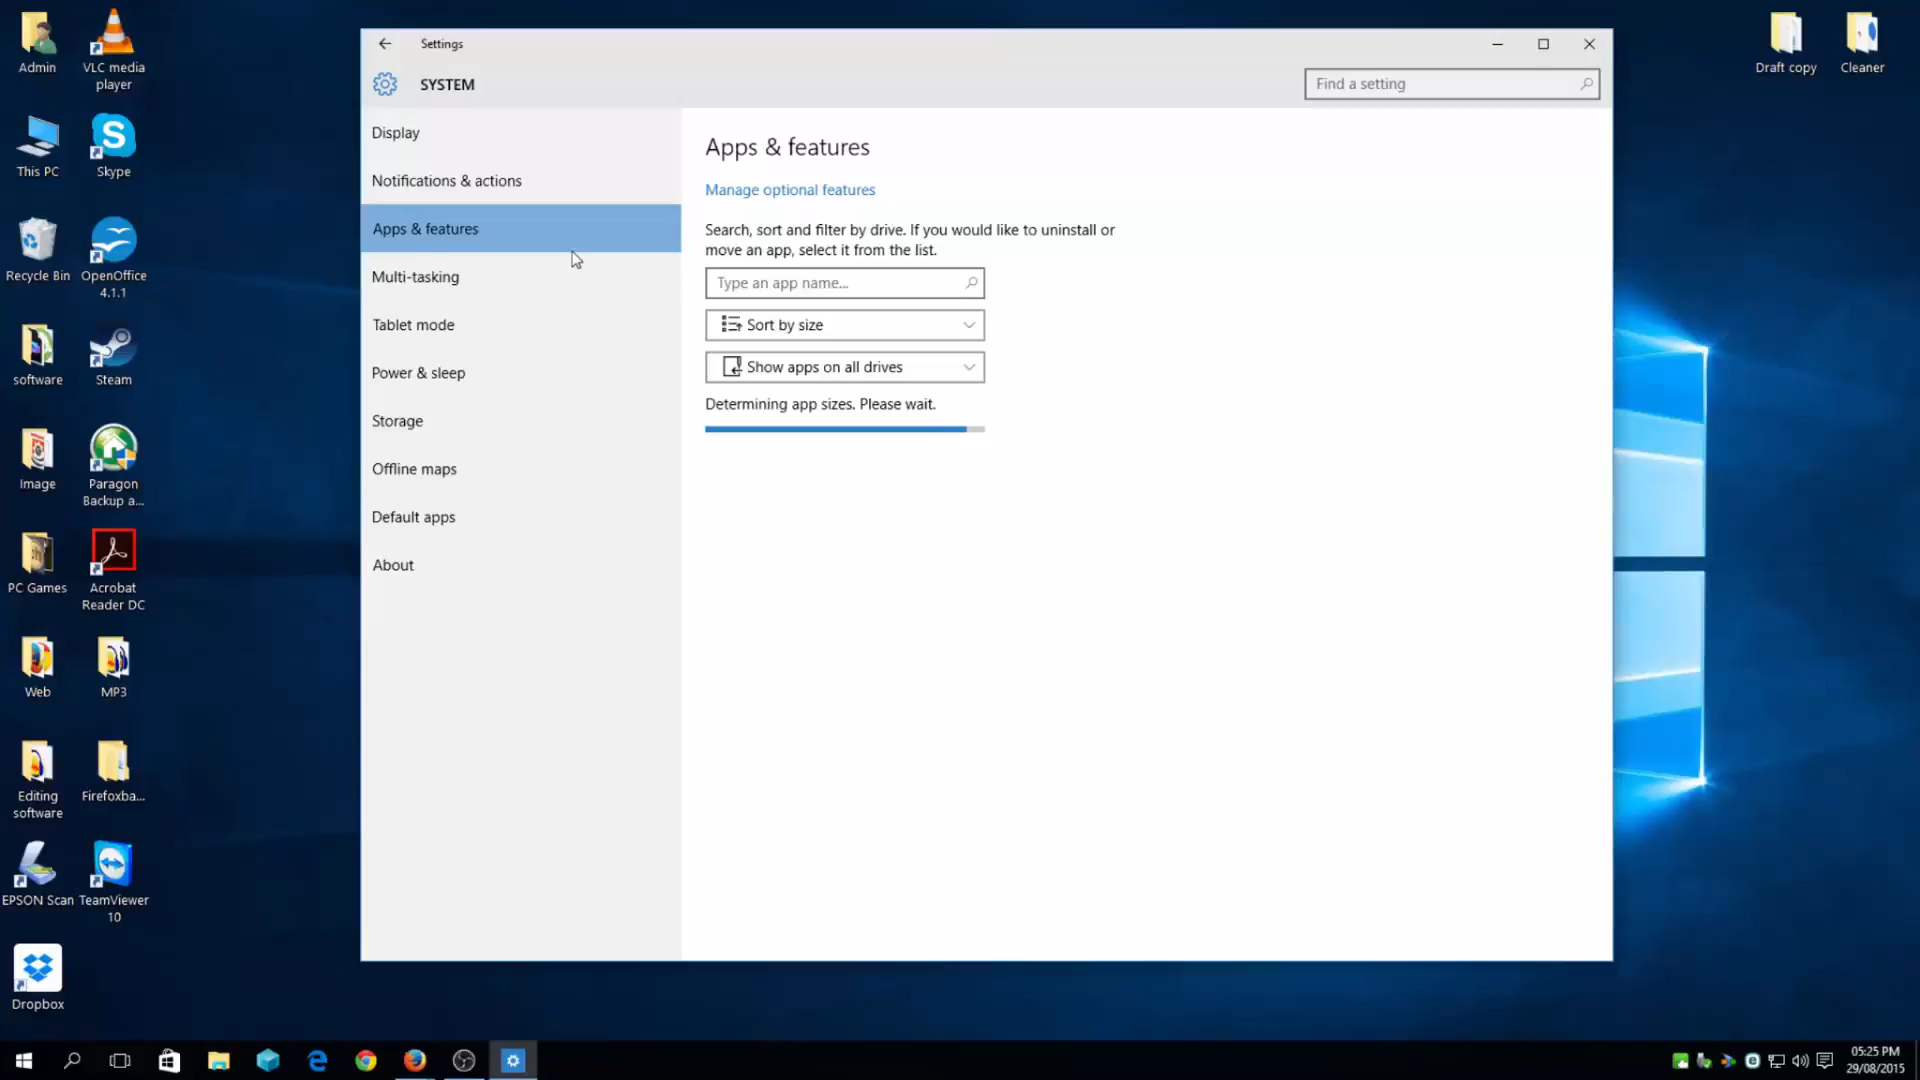 Admin
VLC media
player
This PC
Skype
Recycle Bin
OpenOffice
4.1.1
software
Steam
Image
Paragon
Backup a...
PC Games
Acrobat
Reader DC
Web
MP3
Editing
software
Firefoxba...
EPSON Scan
TeamViewer
10
Dropbox
Settings
SYSTEM
Find a setting
Display
Notifications & actions
Apps & features
Multi-tasking
Tablet mode
Power & sleep
Storage
Offline maps
Default apps
About
Apps & features
Manage optional features
Search, sort and filter by drive. If you would like to uninstall or
move an app, select it from the list.
Type an app name...
Sort by size
Show apps on all drives
Determining app sizes. Please wait.
Draft copy
Cleaner
05:25 PM
29/08/2015